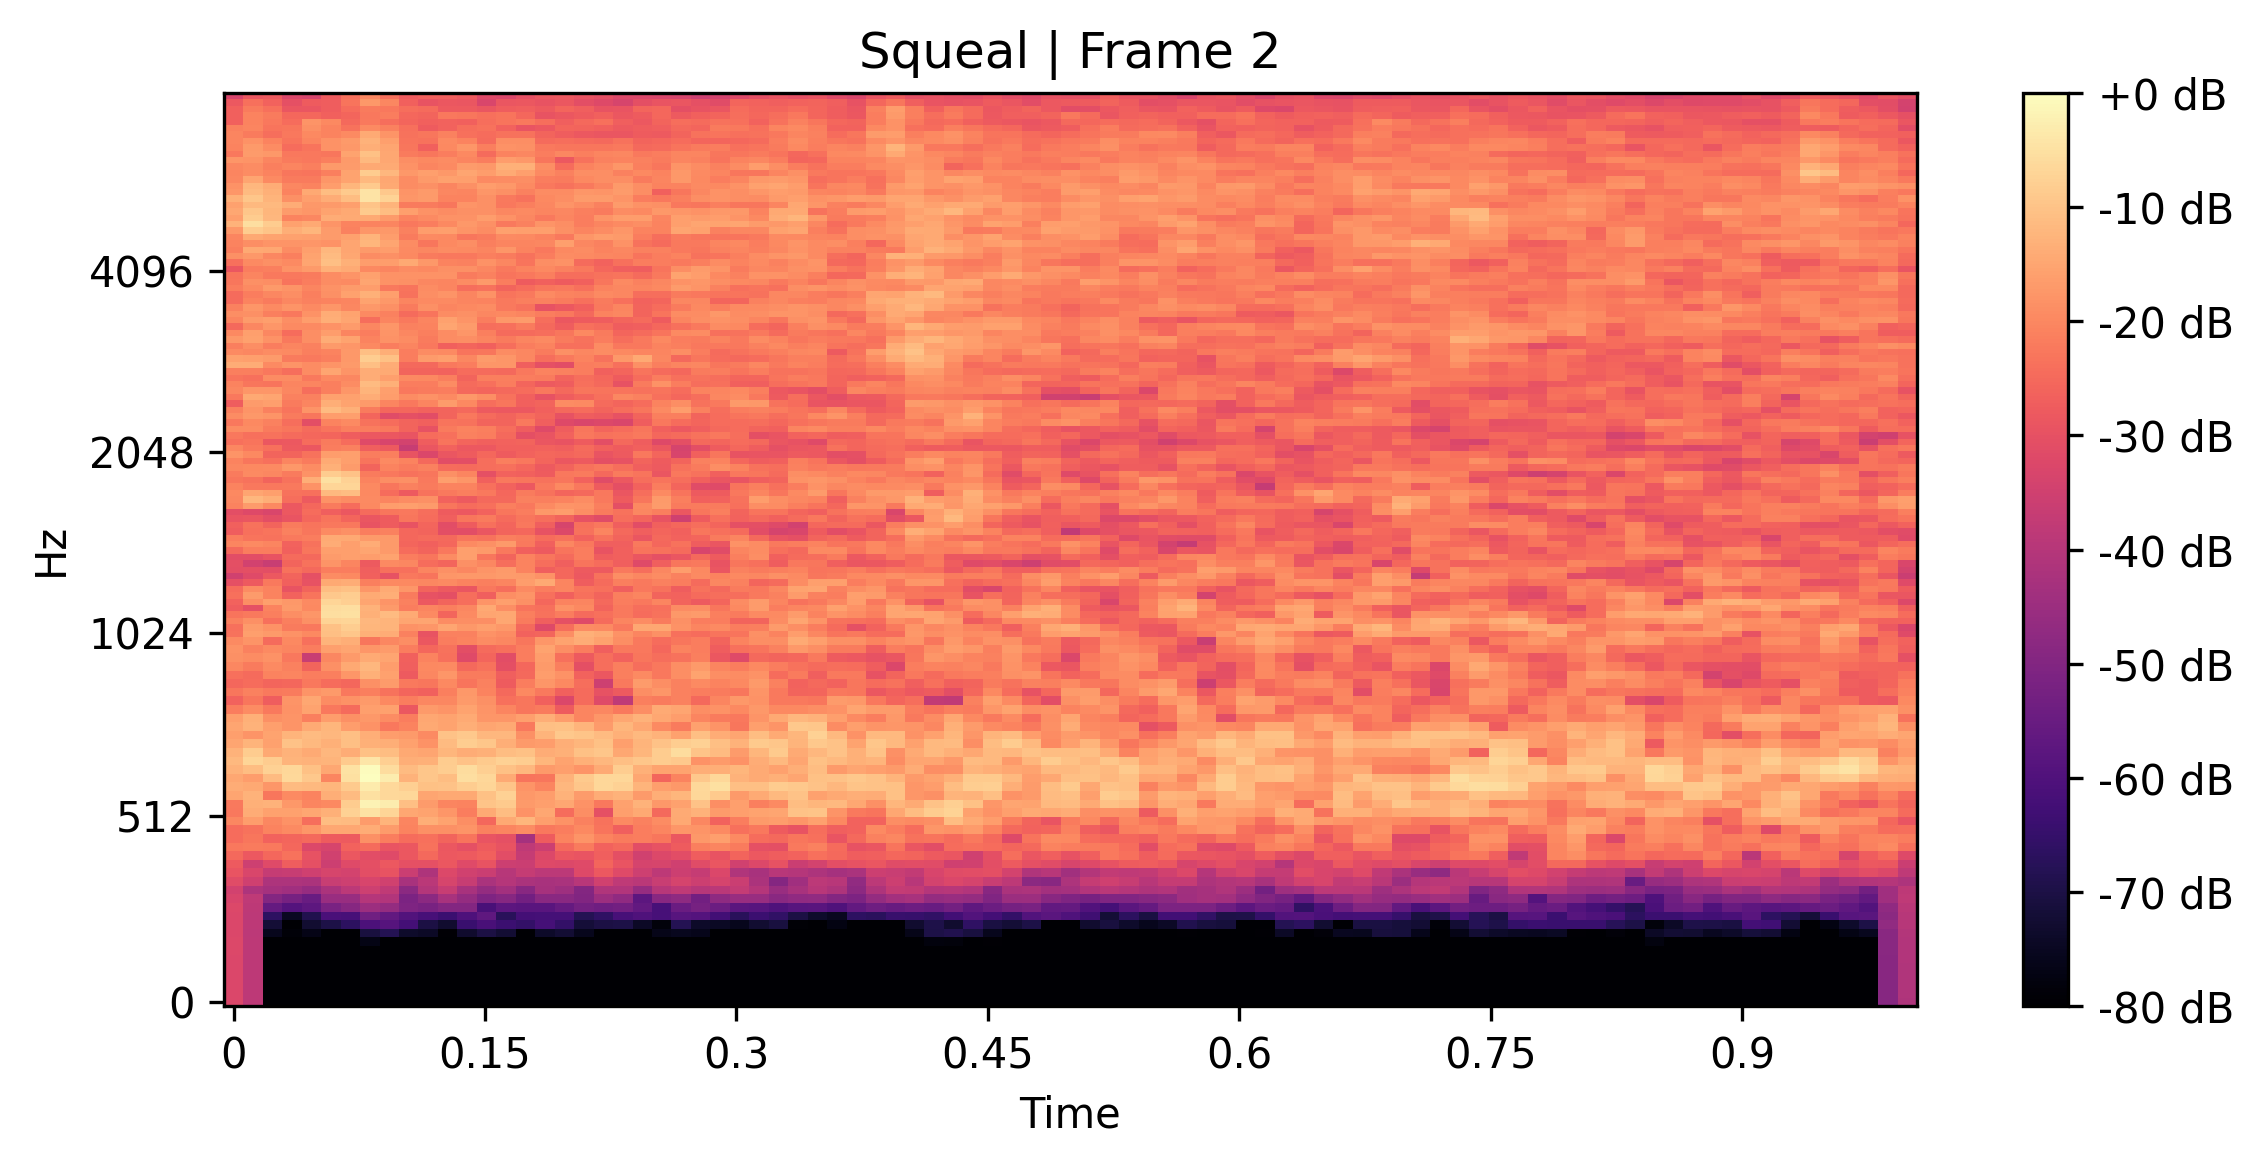 Squeal | Frame 2
Hz
4096
2048
1024
512
0
0 0.15 0.3 0.45 0.6 0.75 0.9
Time
+0 dB
-10 dB
-20 dB
-30 dB
-40 dB
-50 dB
-60 dB
-70 dB
-80 dB